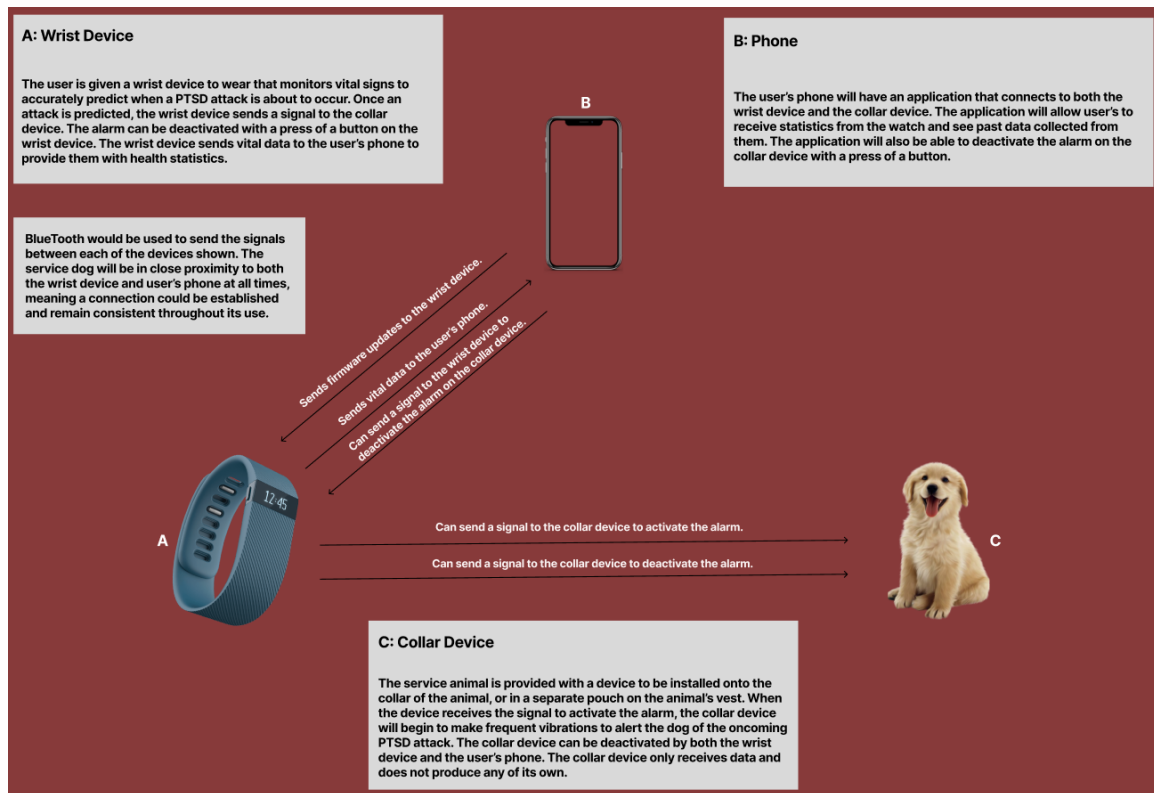 A: Wrist Device
The user is given a wrist device to wear that monitors vital signs to
accurately predict when a PTSD attack is about to occur. Once an
attack is predicted, the wrist device sends a signal to the collar
device. The alarm can be deactivated with a press of a button on the
wrist device. The wrist device sends vital data to the user's phone to
provide them with health statistics.
B: Phone
The user's phone will have an application that connects to both the
wrist device and the collar device. The application will allow user's to
receive statistics from the watch and see past data collected from
them. The application will also be able to deactivate the alarm on the
collar device with a press of a button.
B
BlueTooth would be used to send the signals
between each of the devices shown. The
service dog will be in close proximity to both
the wrist device and user's phone at all times,
meaning a connection could be established
and remain consistent throughout its use.
Sends firmware updates to the wrist device.
Sends vital data to the user's phone.
Can send a signal to the wrist device to
deactivate the alarm on the collar device.
12:45
A
Can send a signal to the collar device to activate the alarm.
Can send a signal to the collar device to deactivate the alarm.
C
C: Collar Device
The service animal is provided with a device to be installed onto the
collar of the animal, or in a separate pouch on the animal's vest. When
the device receives the signal to activate the alarm, the collar device
will begin to make frequent vibrations to alert the dog of the oncoming
PTSD attack. The collar device can be deactivated by both the wrist
device and the user's phone. The collar device only receives data and
does not produce any of its own.